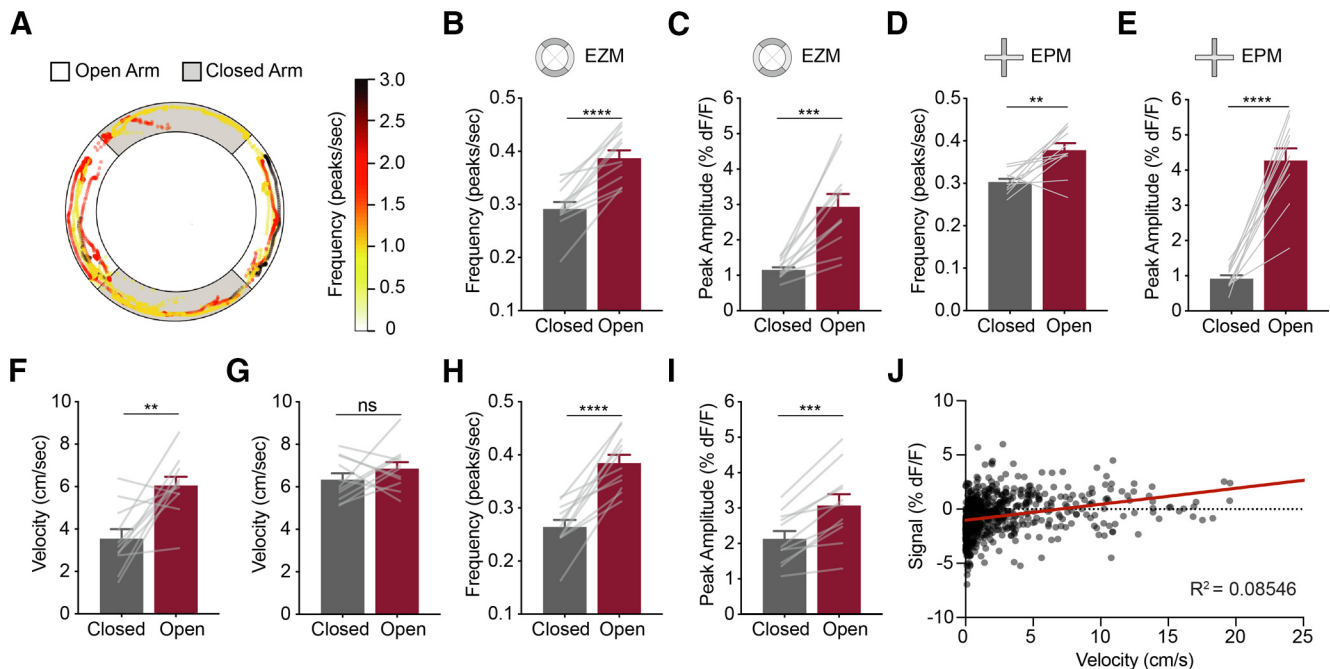 A
Open Arm
Closed Arm
Frequency (peaks/sec)
3.0
2.5
2.0
1.5
1.0
0
B
EZM
Frequency (peaks/sec)
0.5
0.4
0.3
0.2
0.1
****
Closed Open
C
EZM
Peak Amplitude (% dF/F)
6
5
4
3
2
1
0
***
Closed Open
D
EPM
Frequency (peaks/sec)
0.5
0.4
0.3
0.2
0.1
0.0
**
Closed Open
E
EPM
Peak Amplitude (% dF/F)
6
5
4
3
2
1
0
****
Closed Open
F
Velocity (cm/sec)
10
8
6
4
2
0
**
Closed Open
G
Velocity (cm/sec)
10
8
6
4
2
0
ns
Closed Open
H
Frequency (peaks/sec)
0.5
0.4
0.3
0.2
0.1
****
Closed Open
I
Peak Amplitude (% dF/F)
6
5
4
3
2
1
0
***
Closed Open
J
Signal (% dF/F)
10
5
0
-5
-10
R² = 0.08546
0 5 10 15 20 25
Velocity (cm/s)